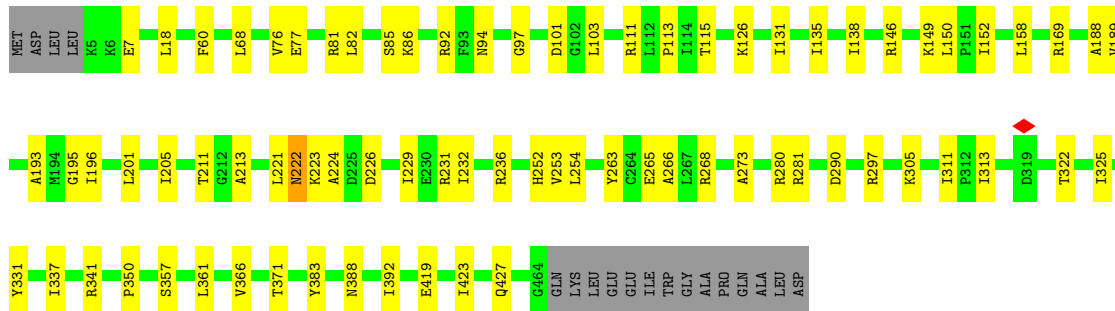 MET ASP LEU LEU K5 K6 E7 L18 F60 L68 V76 E77 R81 L82 S85 K86 R92 F93 N94 G97 D101 G102 L103 R111 L112 P113 I114 T115 K126 I131 I135 I138 R146 K149 L150 P151 I152 L158 R169 A188 V189
A193 M194 G195 I196 L201 I205 T211 G212 A213 L221 N222 K223 A224 D225 D226 I229 E230 R231 I232 R236 H252 V253 L254 Y263 C264 E265 A266 L267 R268 A273 R280 R281 D290 R297 K305 I311 P312 I313 D319 T322 I325
Y331 I337 R341 P350 S357 L361 V366 T371 Y383 N388 I392 E419 I423 Q427 G464 GLN LYS LEU GLU GLU ILE TRP GLY ALA PRO GLN ALA LEU ASP